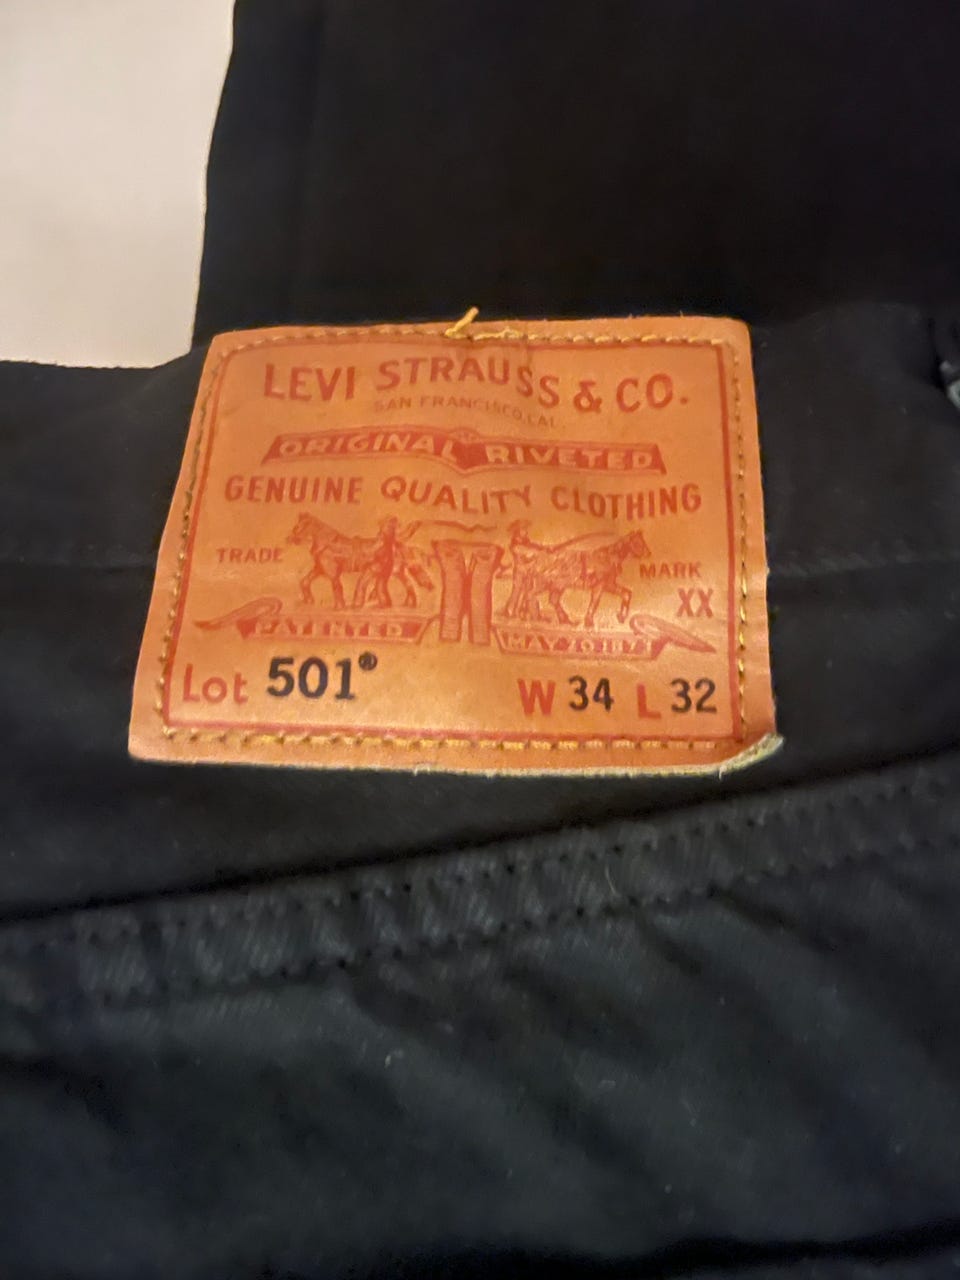 LEVI STRAUSS & CO.
SAN FRANCISCO, CAL.
ORIGINAL RIVETED
GENUINE QUALITY CLOTHING
TRADE MARK
XX
PATENTED MAY 20 1873
Lot 501® W 34 L 32